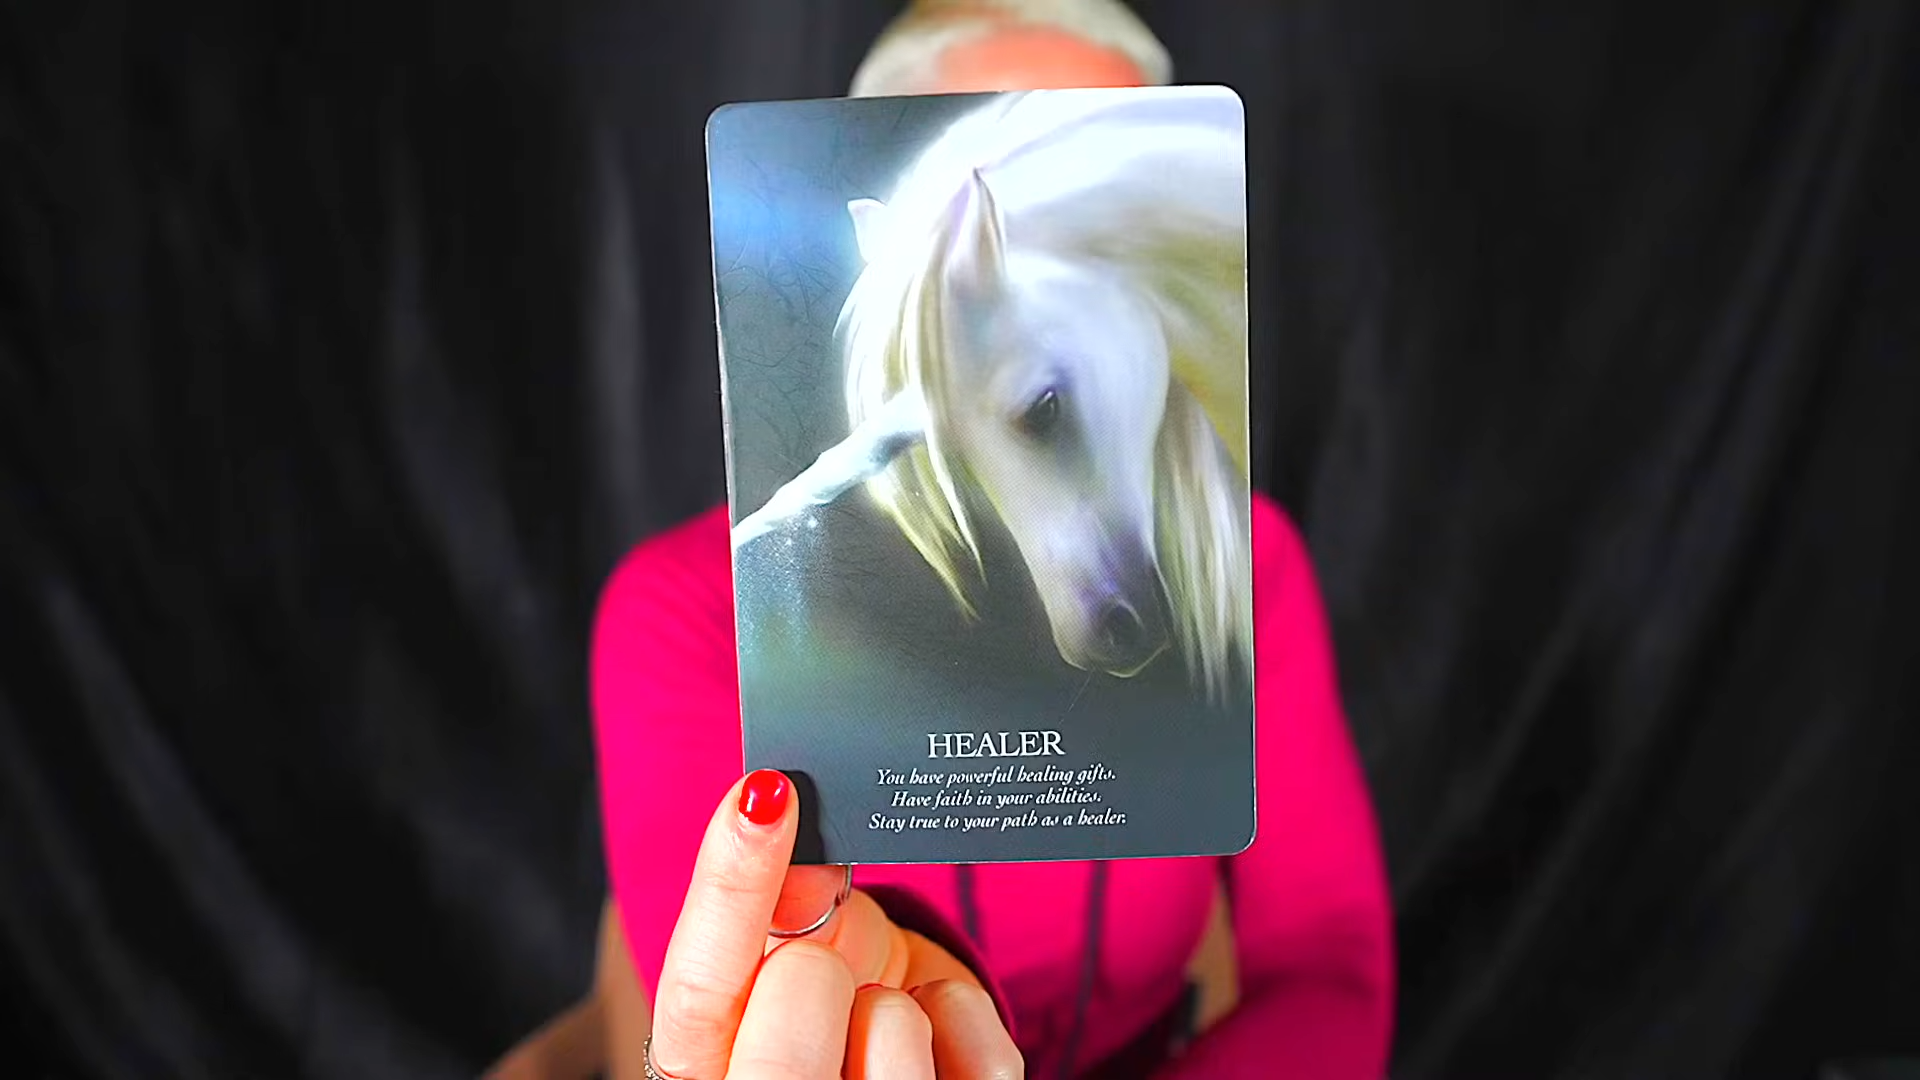 HEALER
You have powerful healing gifts.
Have faith in your abilities.
Stay true to your path as a healer.